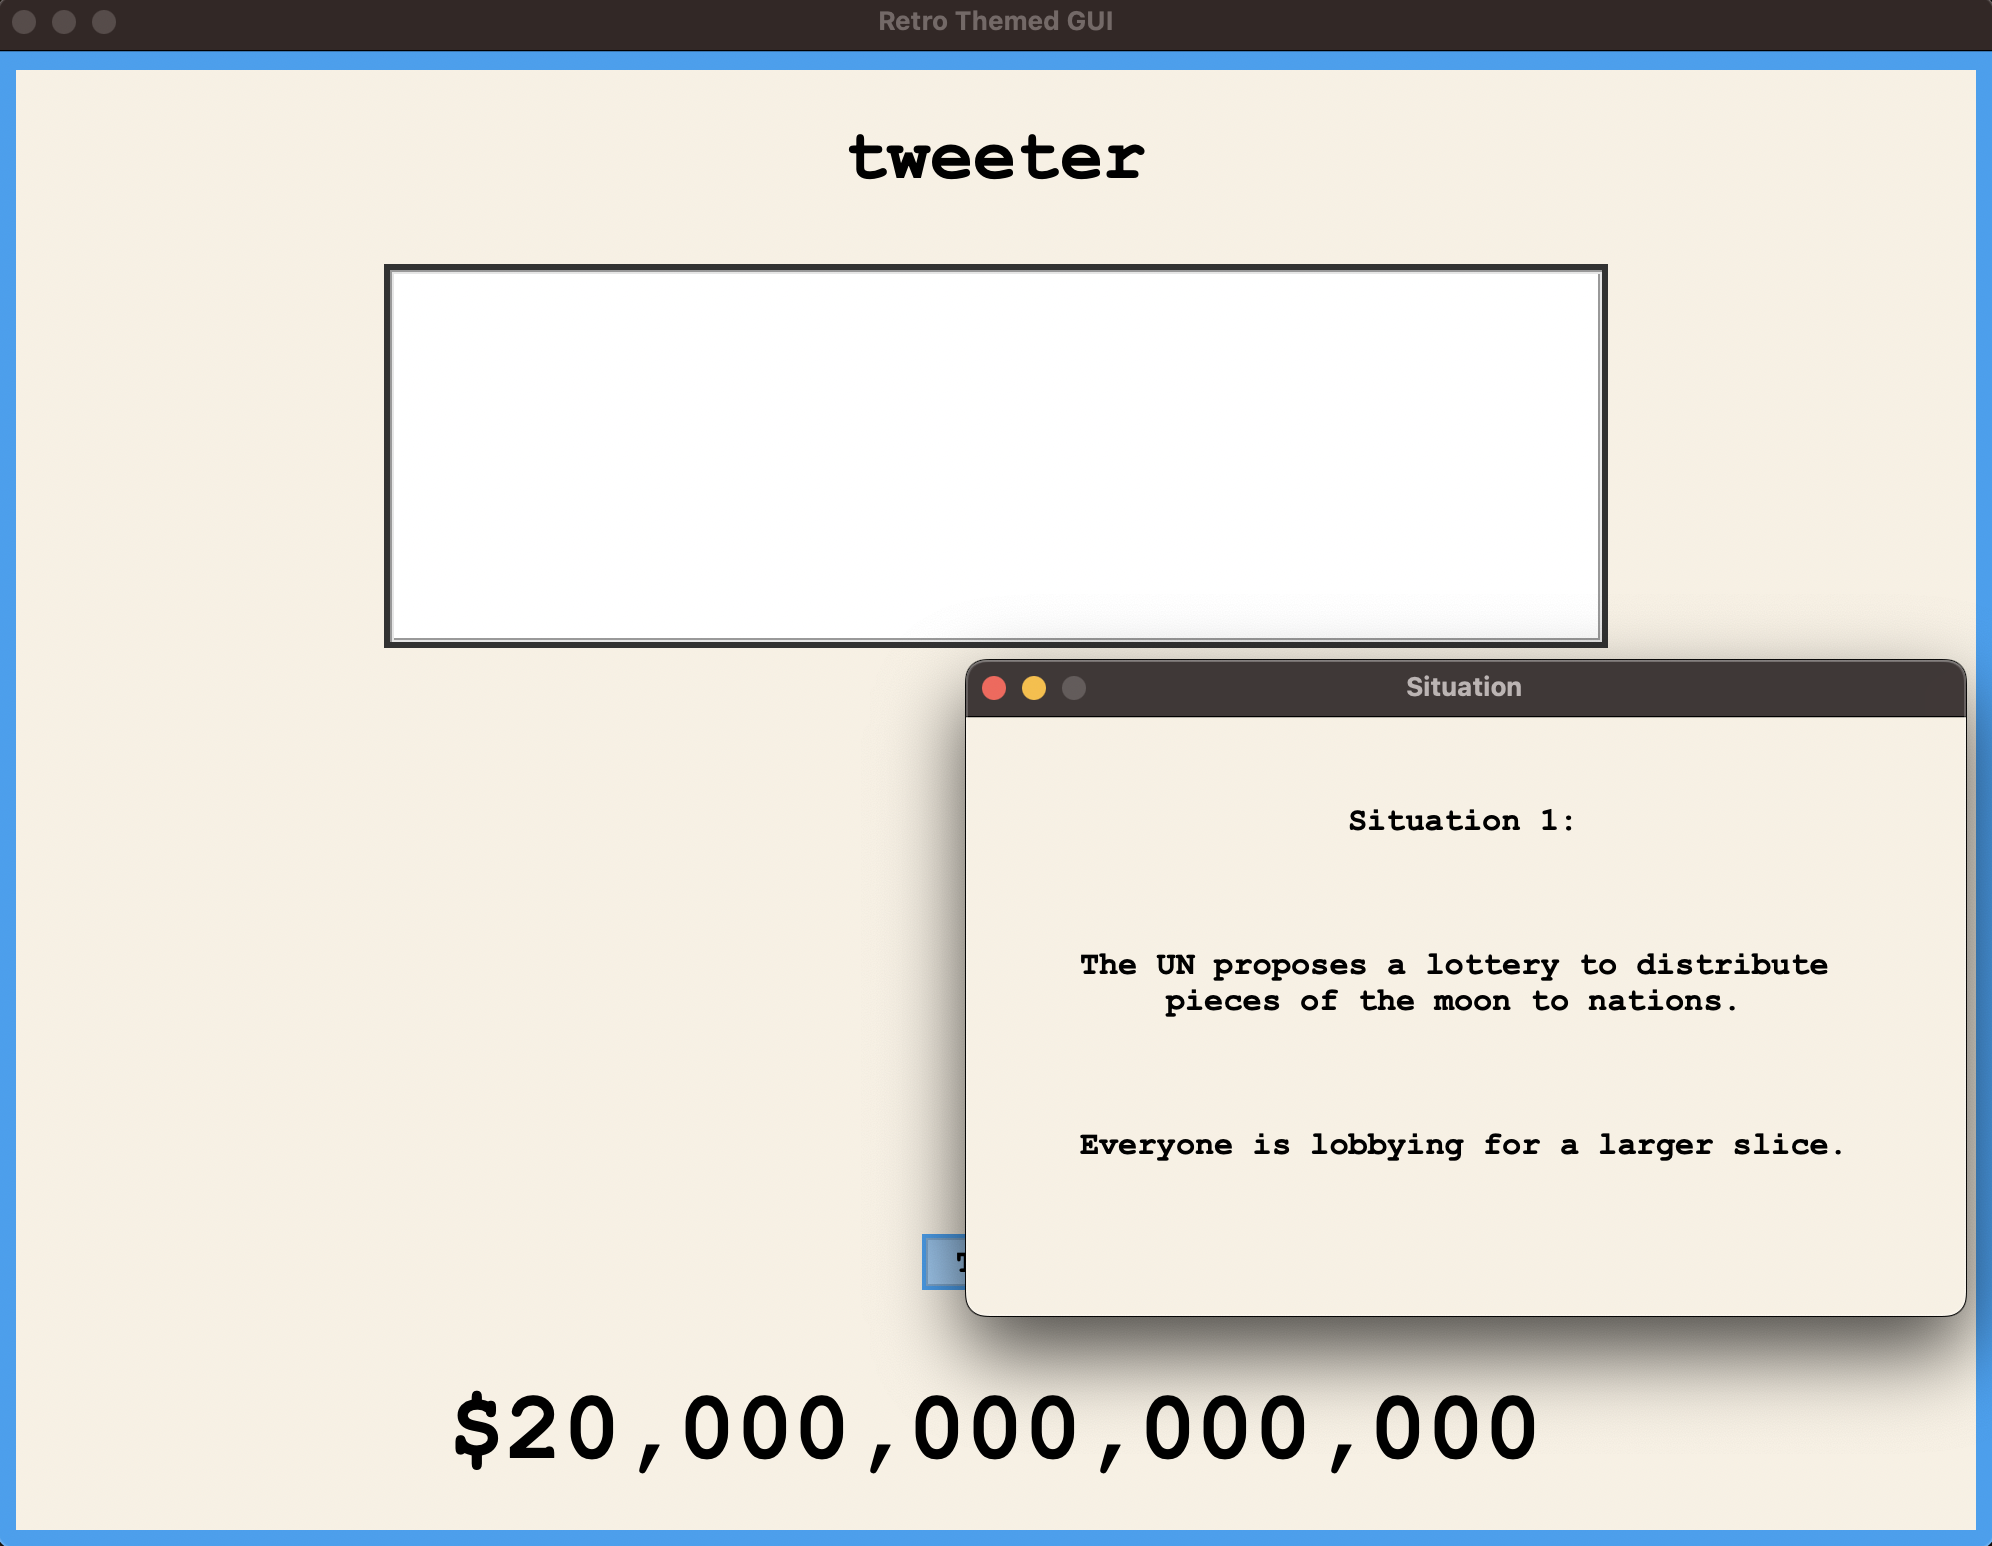 Retro Themed GUI
tweeter
Situation
Situation 1:
The UN proposes a lottery to distribute
pieces of the moon to nations.
Everyone is lobbying for a larger slice.
$20,000,000,000,000